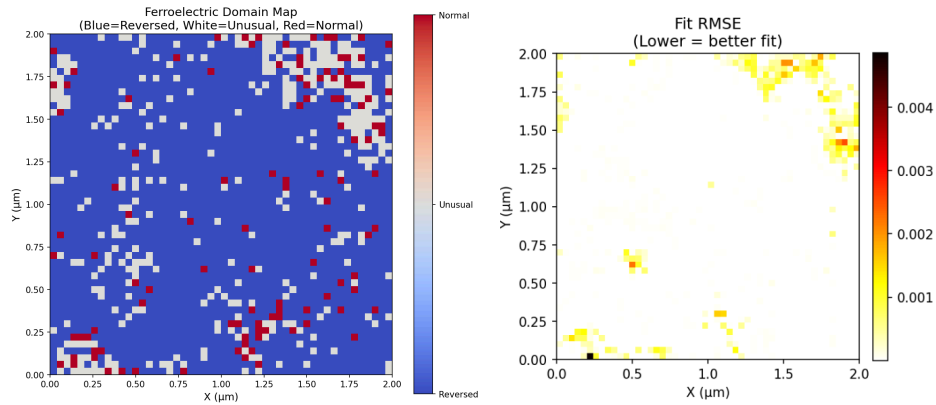 Ferroelectric Domain Map
(Blue=Reversed, White=Unusual, Red=Normal)
2.00
1.75
1.50
1.25
1.00
0.75
0.50
0.25
0.00
Y (μm)
0.00 0.25 0.50 0.75 1.00 1.25 1.50 1.75 2.00
X (μm)
Normal
Unusual
Reversed
Fit RMSE
(Lower = better fit)
2.00
1.75
1.50
1.25
1.00
0.75
0.50
0.25
0.00
Y (μm)
0.0 0.5 1.0 1.5 2.0
X (μm)
0.004
0.003
0.002
0.001